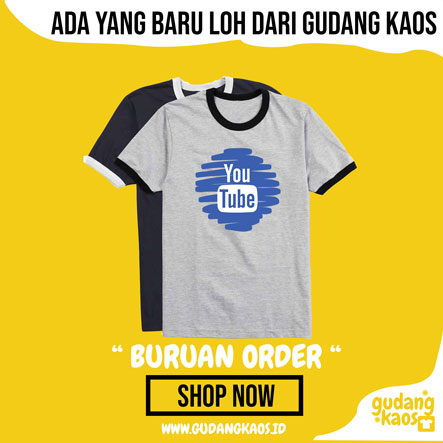 ADA YANG BARU LOH DARI GUDANG KAOS
You
Tube
“ BURUAN ORDER “
SHOP NOW
WWW.GUDANGKAOS.ID
gudang
kaos